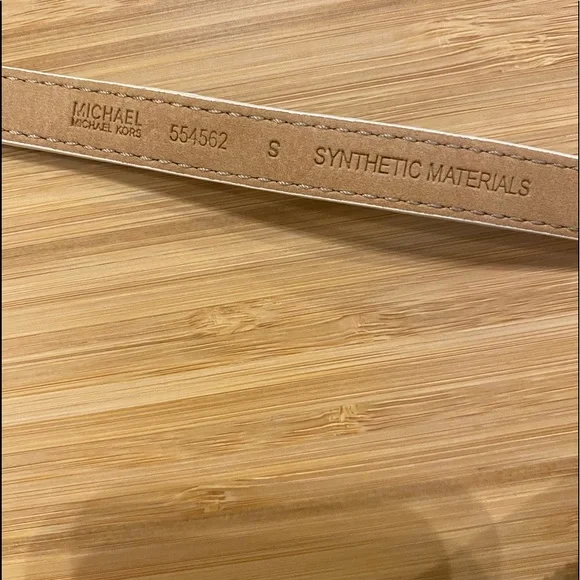 MICHAEL
MICHAEL KORS
554562 S SYNTHETIC MATERIALS